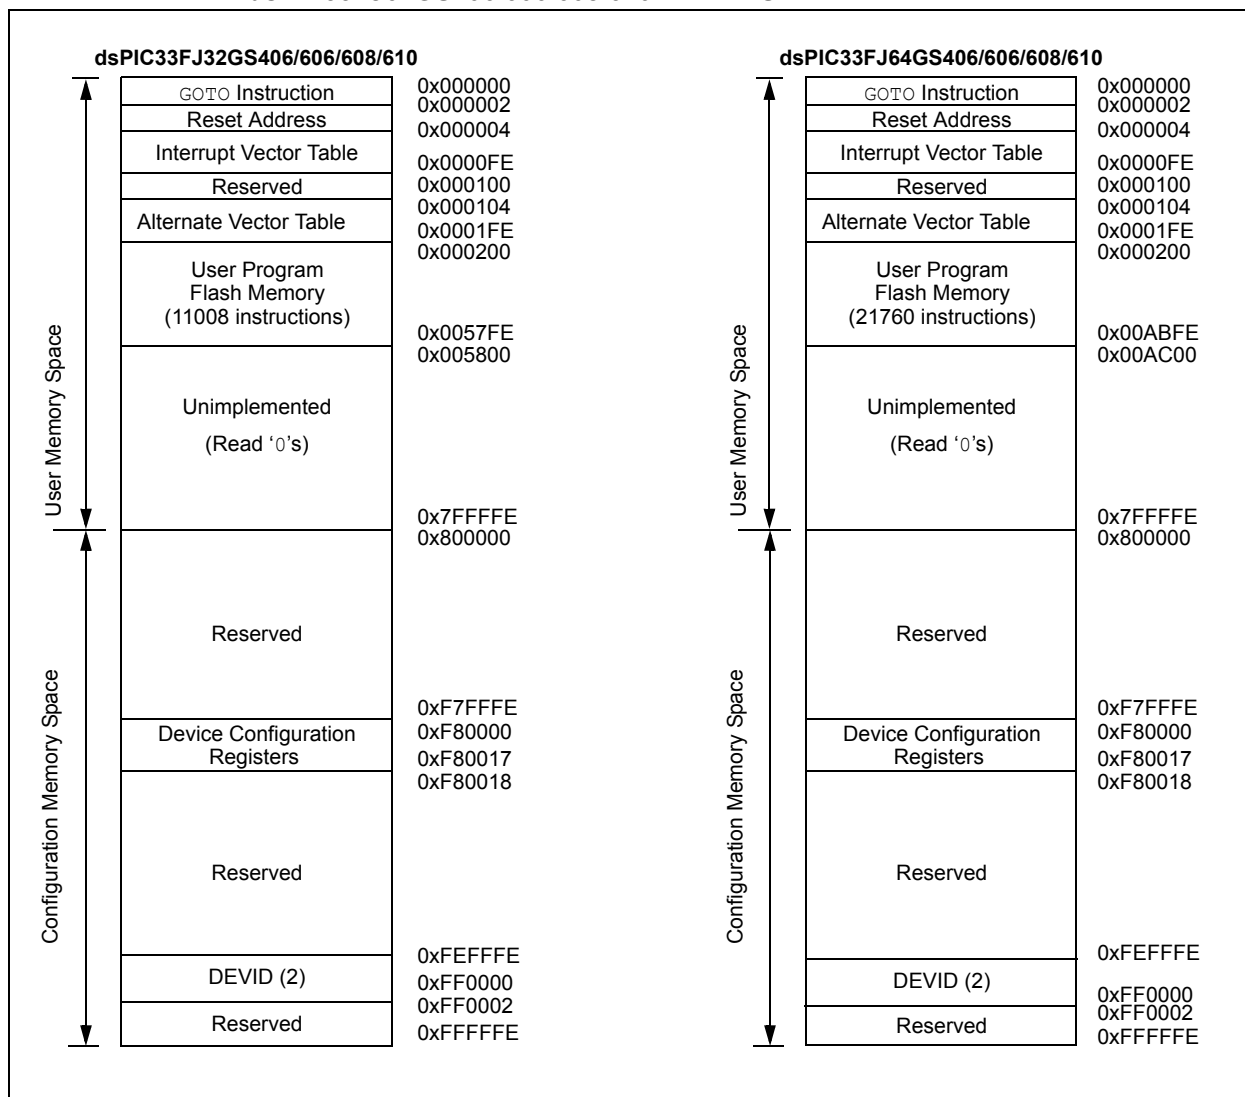 dsPIC33FJ32GS406/606/608/610
GOTO Instruction
0x000000
0x000002
Reset Address
0x000004
Interrupt Vector Table
0x0000FE
Reserved
0x000100
0x000104
Alternate Vector Table
0x0001FE
0x000200
User Program
Flash Memory
(11008 instructions)
0x0057FE
0x005800
Unimplemented
(Read ‘0’s)
User Memory Space
0x7FFFFE
0x800000
Reserved
0xF7FFFE
Device Configuration
Registers
0xF80000
0xF80017
0xF80018
Configuration Memory Space
Reserved
0xFEFFFE
DEVID (2)
0xFF0000
0xFF0002
Reserved
0xFFFFFE
dsPIC33FJ64GS406/606/608/610
GOTO Instruction
0x000000
0x000002
Reset Address
0x000004
Interrupt Vector Table
0x0000FE
Reserved
0x000100
0x000104
Alternate Vector Table
0x0001FE
0x000200
User Program
Flash Memory
(21760 instructions)
0x00ABFE
0x00AC00
Unimplemented
(Read ‘0’s)
User Memory Space
0x7FFFFE
0x800000
Reserved
0xF7FFFE
Device Configuration
Registers
0xF80000
0xF80017
0xF80018
Configuration Memory Space
Reserved
0xFEFFFE
DEVID (2)
0xFF0000
0xFF0002
Reserved
0xFFFFFE